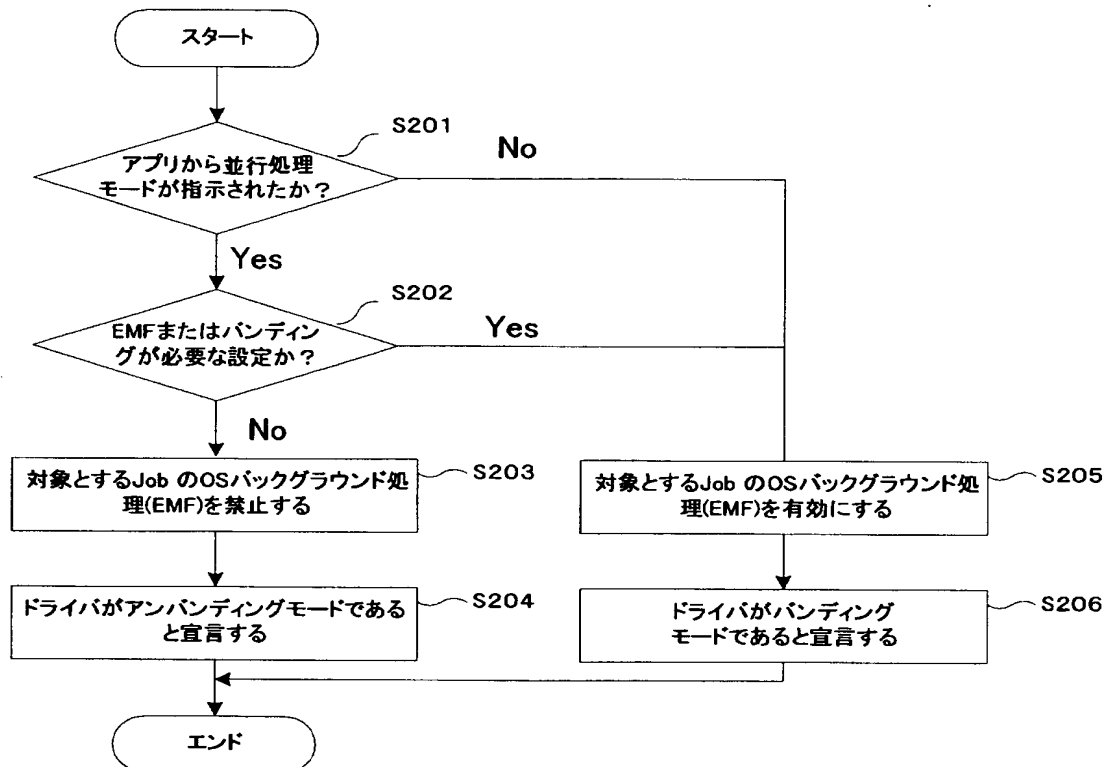 スタート
S201
アプリから並行処理
モードが指示されたか？
No
Yes
S202
EMFまたはバンディン
グが必要な設定か？
Yes
No
対象とするJob のOSバックグラウンド処
理(EMF)を禁止する
S203
対象とするJob のOSバックグラウンド処
理(EMF)を有効にする
S205
ドライバがアンバンディングモードである
と宣言する
S204
ドライバがバンディング
モードであると宣言する
S206
エンド